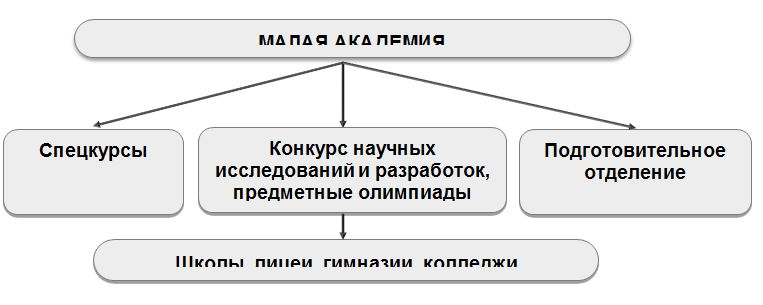 МАЛАЯ АКАДЕМИЯ
Спецкурсы
Конкурс научных
исследований и разработок,
предметные олимпиады
Подготовительное
отделение
Школы, лицеи, гимназии, колледжи